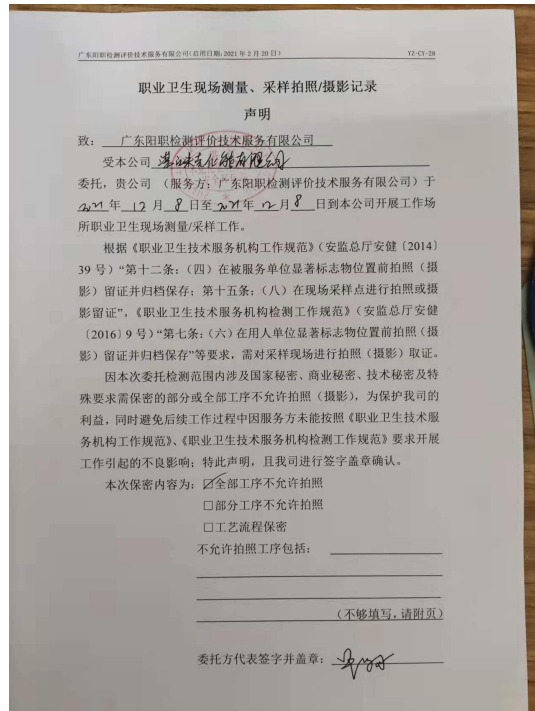 广东阳职检测评价技术服务有限公司(启用日期:2021年2月20日) YZ-CY-28
职业卫生现场测量、采样拍照/摄影记录
声明
致: 广东阳职检测评价技术服务有限公司
受本公司
委托,贵公司(服务方:广东阳职检测评价技术服务有限公司)于
2021年12月8日至2021年12月8日到本公司开展工作场
所职业卫生现场测量/采样工作。
根据《职业卫生技术服务机构工作规范》(安监总厅安健〔2014〕
39号)“第十二条:(四)在被服务单位显著标志物位置前拍照(摄
影)留证并归档保存;第十五条:(八)在现场采样点进行拍照或摄
影留证”,《职业卫生技术服务机构检测工作规范》(安监总厅安健
〔2016〕9号)“第七条:(六)在用人单位显著标志物位置前拍照(摄
影)留证并归档保存”等要求,需对采样现场进行拍照(摄影)取证。
因本次委托检测范围内涉及国家秘密、商业秘密、技术秘密及特
殊要求需保密的部分或全部工序不允许拍照(摄影),为保护我司的
利益,同时避免后续工作过程中因服务方未能按照《职业卫生技术服
务机构工作规范》、《职业卫生技术服务机构检测工作规范》要求开展
工作引起的不良影响;特此声明,且我司进行签字盖章确认。
本次保密内容为:☑全部工序不允许拍照
□部分工序不允许拍照
□工艺流程保密
不允许拍照工序包括:
(不够填写,请附页)
委托方代表签字并盖章: